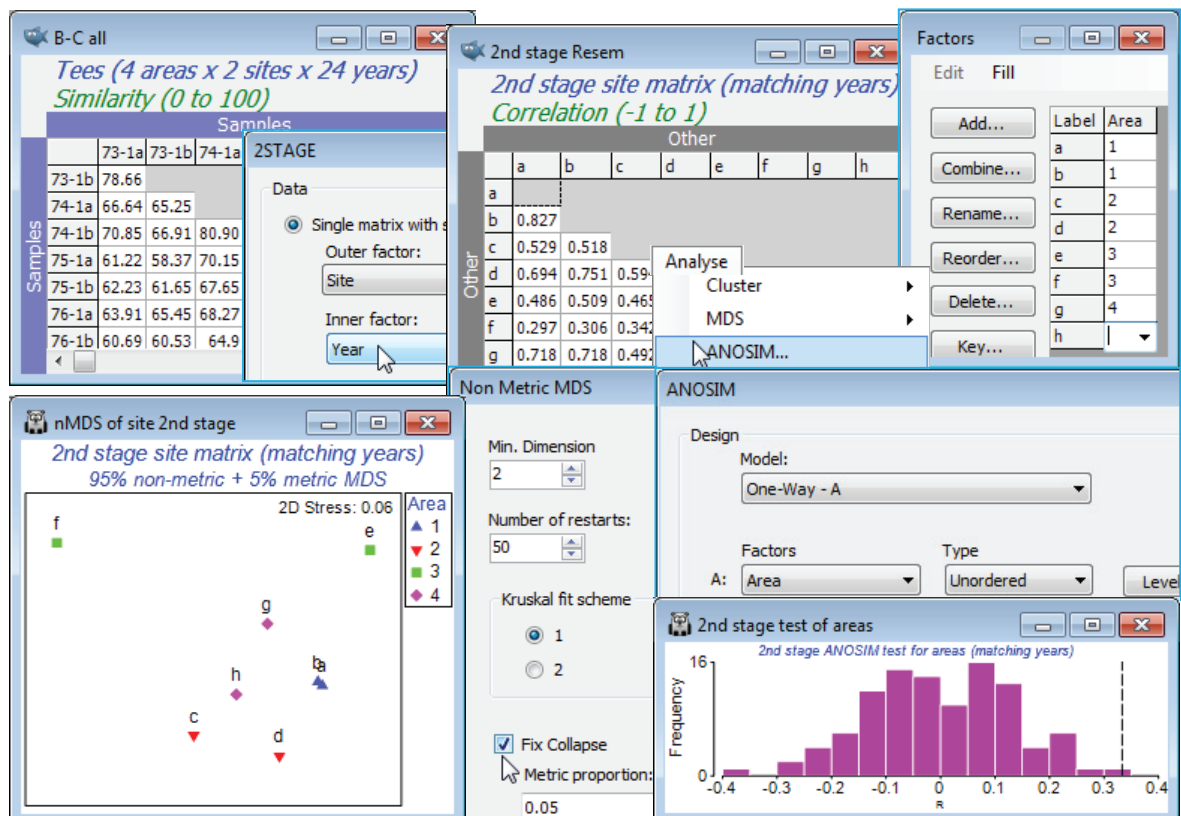 B-C all
Tees (4 areas x 2 sites x 24 years)
Similarity (0 to 100)
Samples
73-1a 73-1b 74-1a
73-1b 78.66
74-1a 66.64 65.25
74-1b 70.85 66.91 80.90
75-1a 61.22 58.37 70.15
75-1b 62.23 61.65 67.65
76-1a 63.91 65.45 68.27
76-1b 60.69 60.53 64.9
Samples
2STAGE
Data
Single matrix with s
Outer factor:
Site
Inner factor:
Year
2nd stage Resem
2nd stage site matrix (matching years)
Correlation (-1 to 1)
Other
a b c d e f g h
a
b 0.827
c 0.529 0.518
d 0.694 0.751 0.594
e 0.486 0.509 0.465
f 0.297 0.306 0.342
g 0.718 0.718 0.492
Other
Analyse
Cluster
MDS
ANOSIM...
Factors
Edit Fill
Add...
Combine...
Rename...
Reorder...
Delete...
Key...
Label Area
a 1
b 1
c 2
d 2
e 3
f 3
g 4
h
nMDS of site 2nd stage
2nd stage site matrix (matching years)
95% non-metric + 5% metric MDS
2D Stress: 0.06
f
e
g
b a
h
c
d
Area
1
2
3
4
Non Metric MDS
Min. Dimension
2
Number of restarts:
50
Kruskal fit scheme
1
2
Fix Collapse
Metric proportion:
0.05
ANOSIM
Design
Model:
One-Way - A
Factors Type
A: Area Unordered Level
2nd stage test of areas
2nd stage ANOSIM test for areas (matching years)
16
Frequency
0
-0.4 -0.3 -0.2 -0.1 0 0.1 0.2 0.3 0.4
R